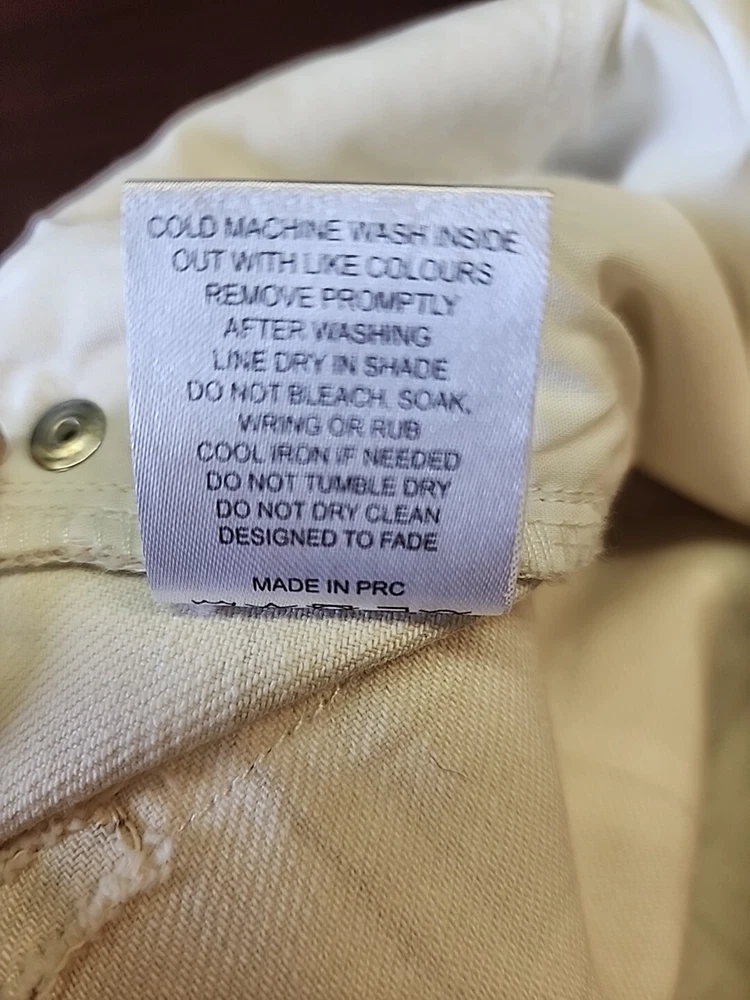 COLD MACHINE WASH INSIDE
OUT WITH LIKE COLOURS
REMOVE PROMPTLY
AFTER WASHING
LINE DRY IN SHADE
DO NOT BLEACH, SOAK,
WRING OR RUB
COOL IRON IF NEEDED
DO NOT TUMBLE DRY
DO NOT DRY CLEAN
DESIGNED TO FADE
MADE IN PRC